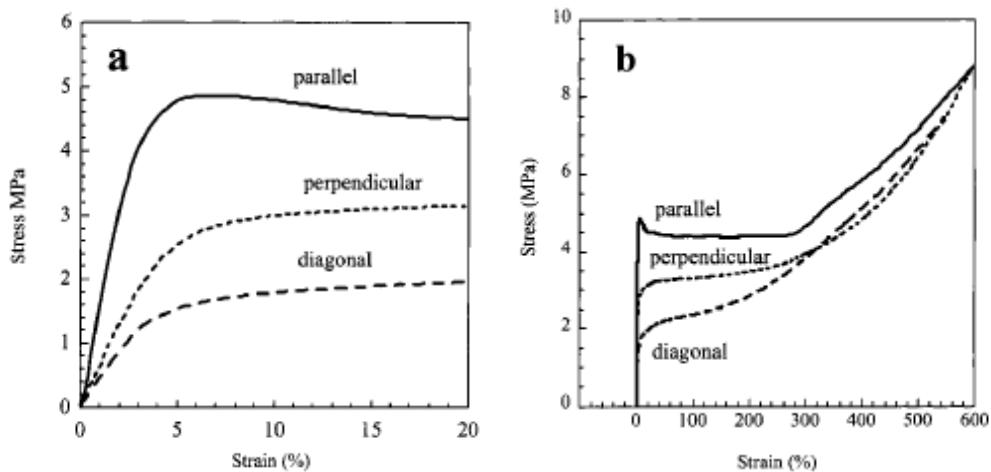 a
6
5
4
3
2
1
0
Stress MPa
parallel
perpendicular
diagonal
0 5 10 15 20
Strain (%)
b
10
8
6
4
2
0
Stress (MPa)
parallel
perpendicular
diagonal
0 100 200 300 400 500 600
Strain (%)